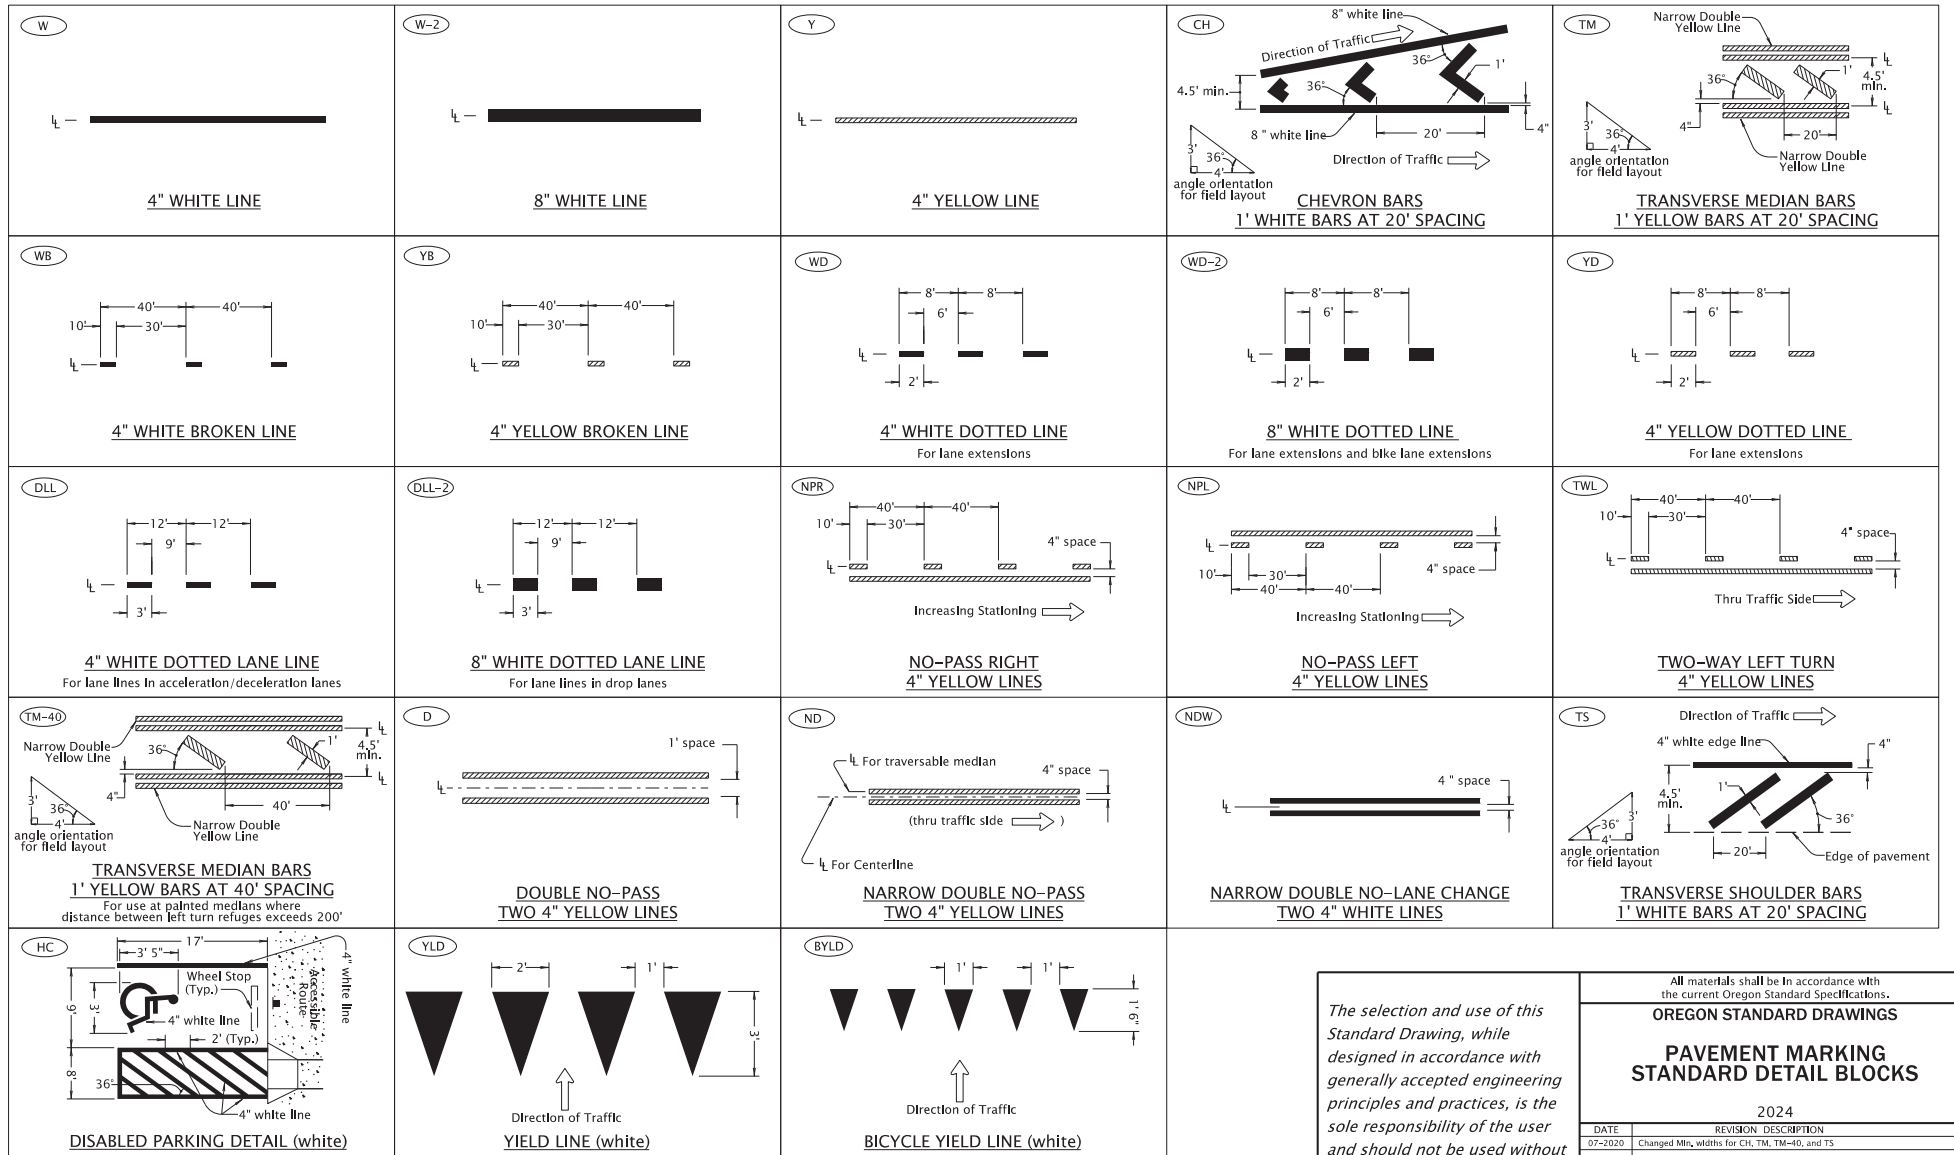 W
L
4" WHITE LINE
W-2
L
8" WHITE LINE
Y
L
4" YELLOW LINE
CH
8" white line
Direction of Traffic
36°
1'
4.5' min.
36°
4"
8 " white line
20'
3'
36°
4'
Direction of Traffic
angle orientation
for field layout
CHEVRON BARS
1' WHITE BARS AT 20' SPACING
TM
Narrow Double
Yellow Line
L
36°
1'
4.5'
min.
L
4"
20'
3'
36°
4'
angle orientation
for field layout
Narrow Double
Yellow Line
TRANSVERSE MEDIAN BARS
1' YELLOW BARS AT 20' SPACING
WB
40'
40'
10'
30'
L
4" WHITE BROKEN LINE
YB
40'
40'
10'
30'
L
4" YELLOW BROKEN LINE
WD
8'
8'
6'
L
2'
4" WHITE DOTTED LINE
For lane extensions
WD-2
8'
8'
6'
L
2'
8" WHITE DOTTED LINE
For lane extensions and bike lane extensions
YD
8'
8'
6'
L
2'
4" YELLOW DOTTED LINE
For lane extensions
DLL
12'
12'
9'
L
3'
4" WHITE DOTTED LANE LINE
For lane lines in acceleration/deceleration lanes
DLL-2
12'
12'
9'
L
3'
8" WHITE DOTTED LANE LINE
For lane lines in drop lanes
NPR
40'
40'
10'
30'
4" space
L
Increasing Stationing
NO-PASS RIGHT
4" YELLOW LINES
NPL
L
4" space
10'
30'
40'
40'
Increasing Stationing
NO-PASS LEFT
4" YELLOW LINES
TWL
40'
40'
10'
30'
4" space
L
Thru Traffic Side
TWO-WAY LEFT TURN
4" YELLOW LINES
TM-40
L
Narrow Double
Yellow Line
36°
1'
4.5'
min.
L
4"
40'
3'
36°
4'
angle orientation
for field layout
Narrow Double
Yellow Line
TRANSVERSE MEDIAN BARS
1' YELLOW BARS AT 40' SPACING
For use at painted medians where
distance between left turn refuges exceeds 200'
D
1' space
L
DOUBLE NO-PASS
TWO 4" YELLOW LINES
ND
L For traversable median
4" space
(thru traffic side )
L For Centerline
NARROW DOUBLE NO-PASS
TWO 4" YELLOW LINES
NDW
4 " space
L
NARROW DOUBLE NO-LANE CHANGE
TWO 4" WHITE LINES
TS
Direction of Traffic
4" white edge line
4"
1'
4.5'
min.
36°
3'
36°
4'
20'
angle orientation
for field layout
Edge of pavement
TRANSVERSE SHOULDER BARS
1' WHITE BARS AT 20' SPACING
HC
17'
3' 5"
Wheel Stop
(Typ.)
Accessible
Route
4" white line
9'
3'
4" white line
2' (Typ.)
8'
36°
4" white line
DISABLED PARKING DETAIL (white)
YLD
2'
1'
3'
Direction of Traffic
YIELD LINE (white)
BYLD
1'
1'
1' 6"
Direction of Traffic
BICYCLE YIELD LINE (white)
The selection and use of this
Standard Drawing, while
designed in accordance with
generally accepted engineering
principles and practices, is the
sole responsibility of the user
and should not be used without
All materials shall be in accordance with
the current Oregon Standard Specifications.
OREGON STANDARD DRAWINGS
PAVEMENT MARKING
STANDARD DETAIL BLOCKS
2024
DATE
REVISION DESCRIPTION
07-2020
Changed Min. widths for CH, TM, TM-40, and TS